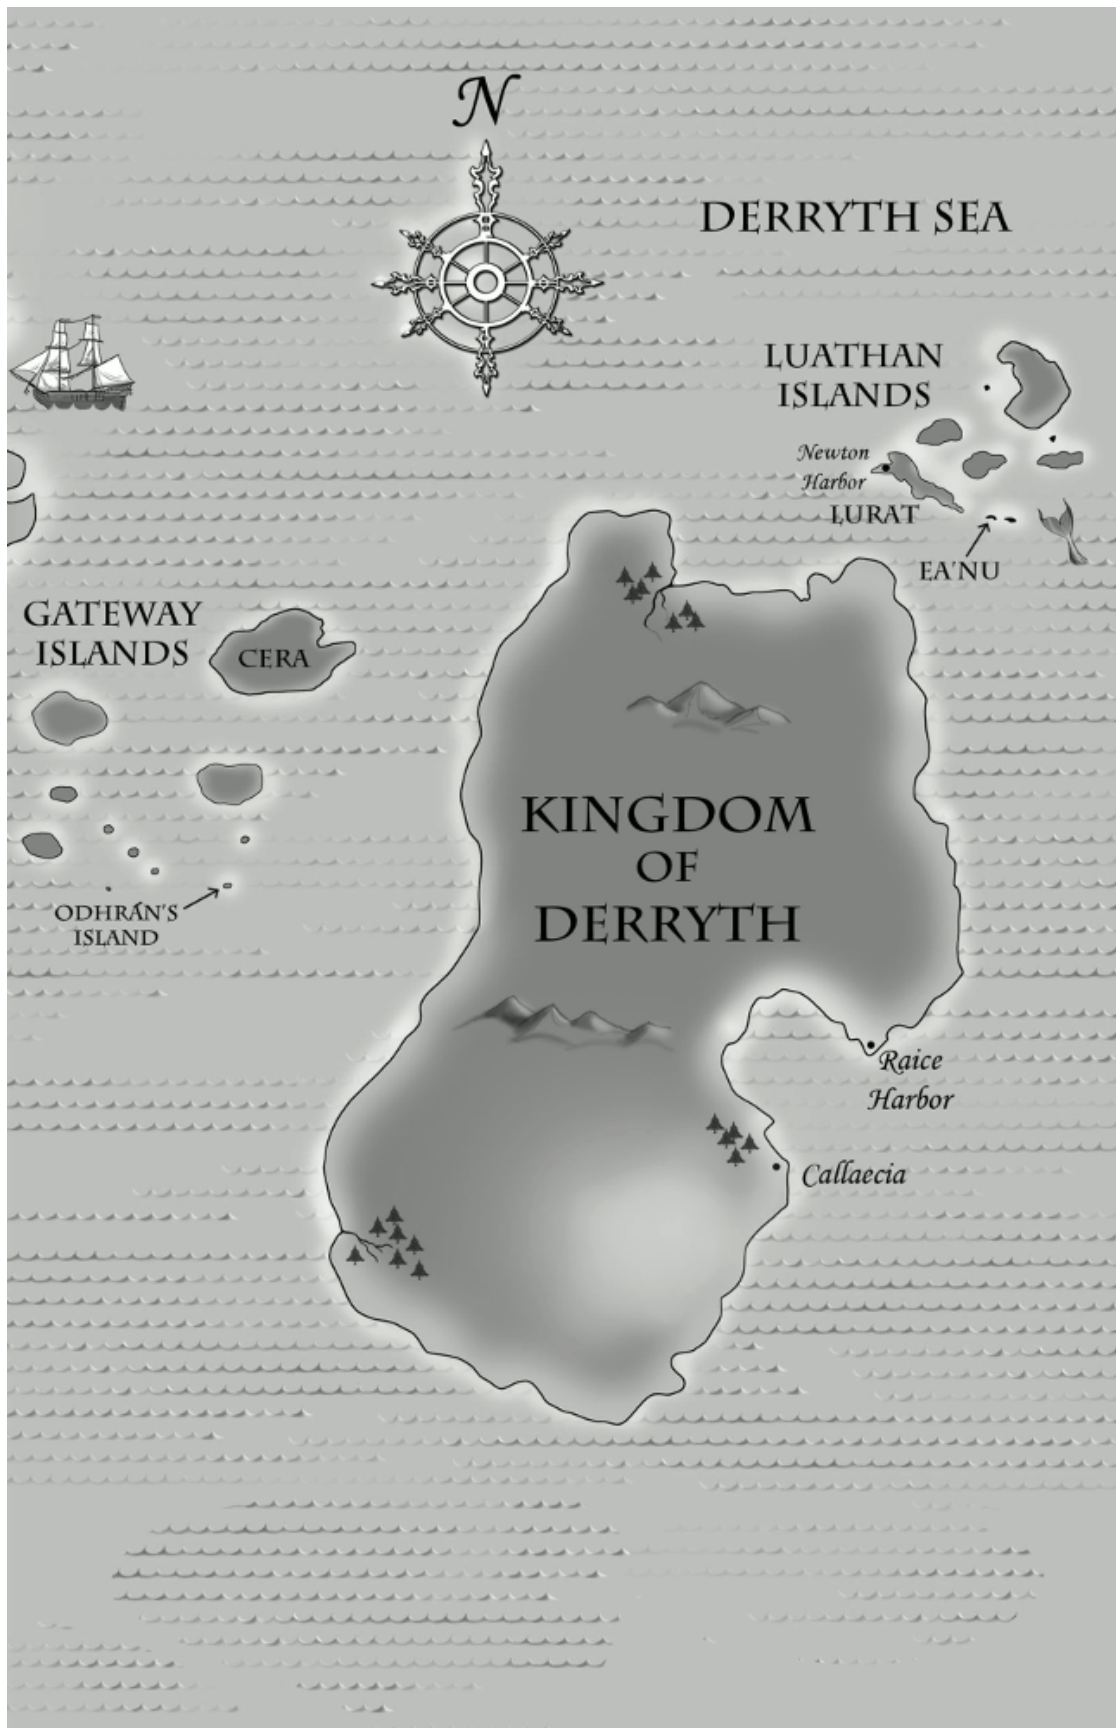 N
DERRYTH SEA
LUATHAN
ISLANDS
Newton
Harbor
LURAT
EA'NU
GATEWAY
ISLANDS
CERA
KINGDOM
OF
DERRYTH
ODHRÁN'S
ISLAND
Raice
Harbor
Callaecia